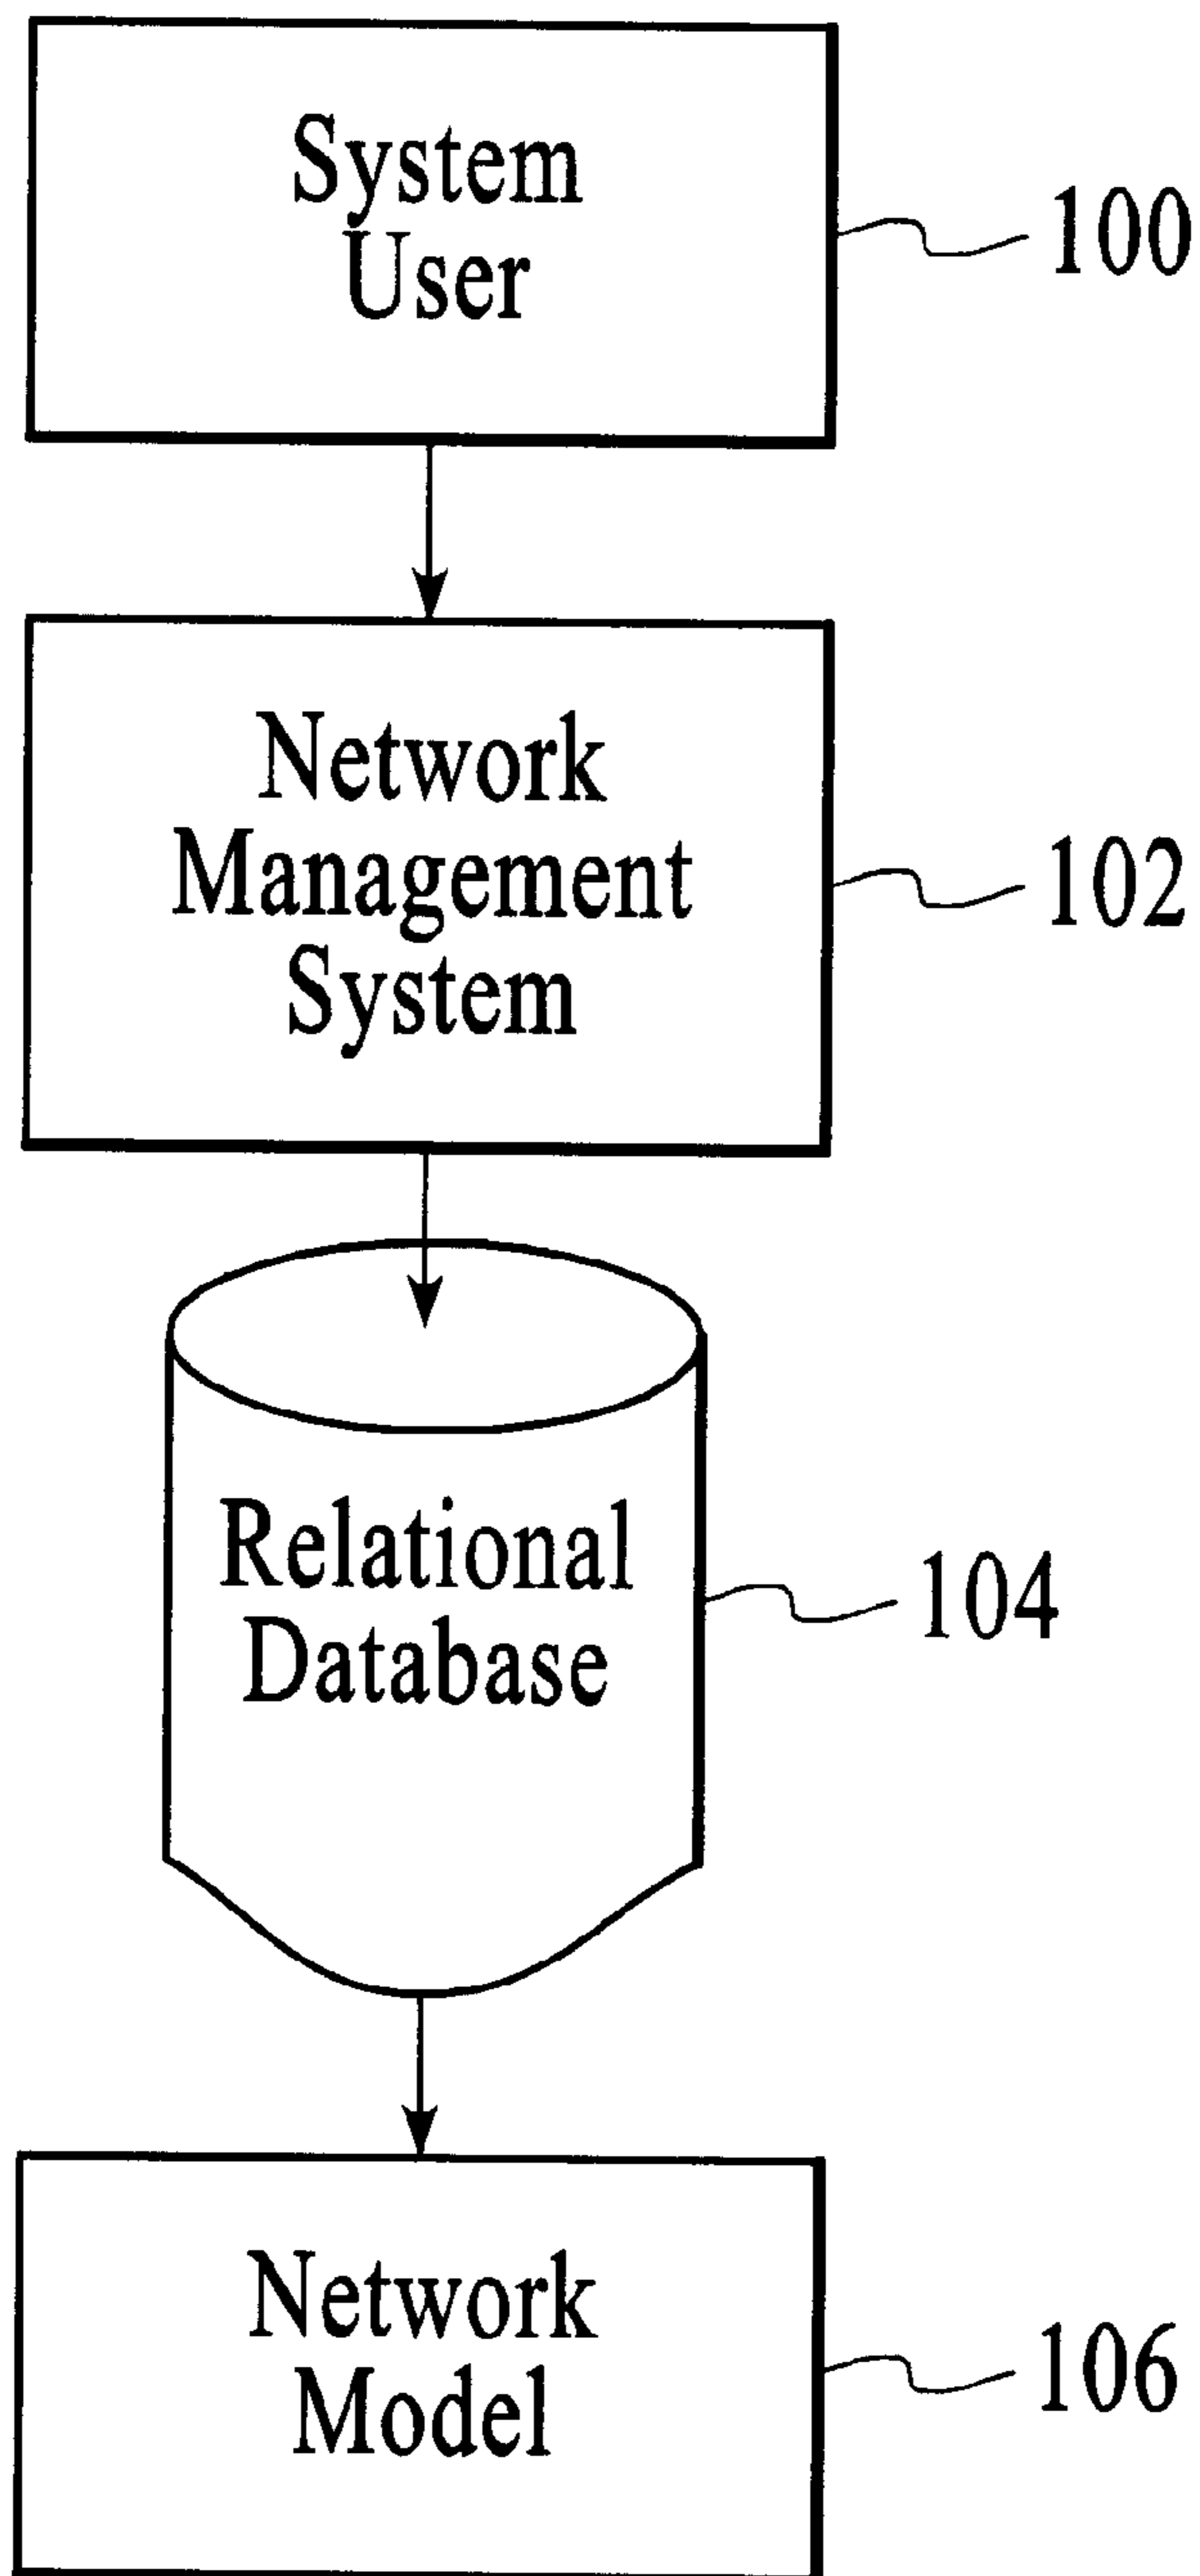 System
User
100
Network
Management
System
102
Relational
Database
104
Network
Model
106